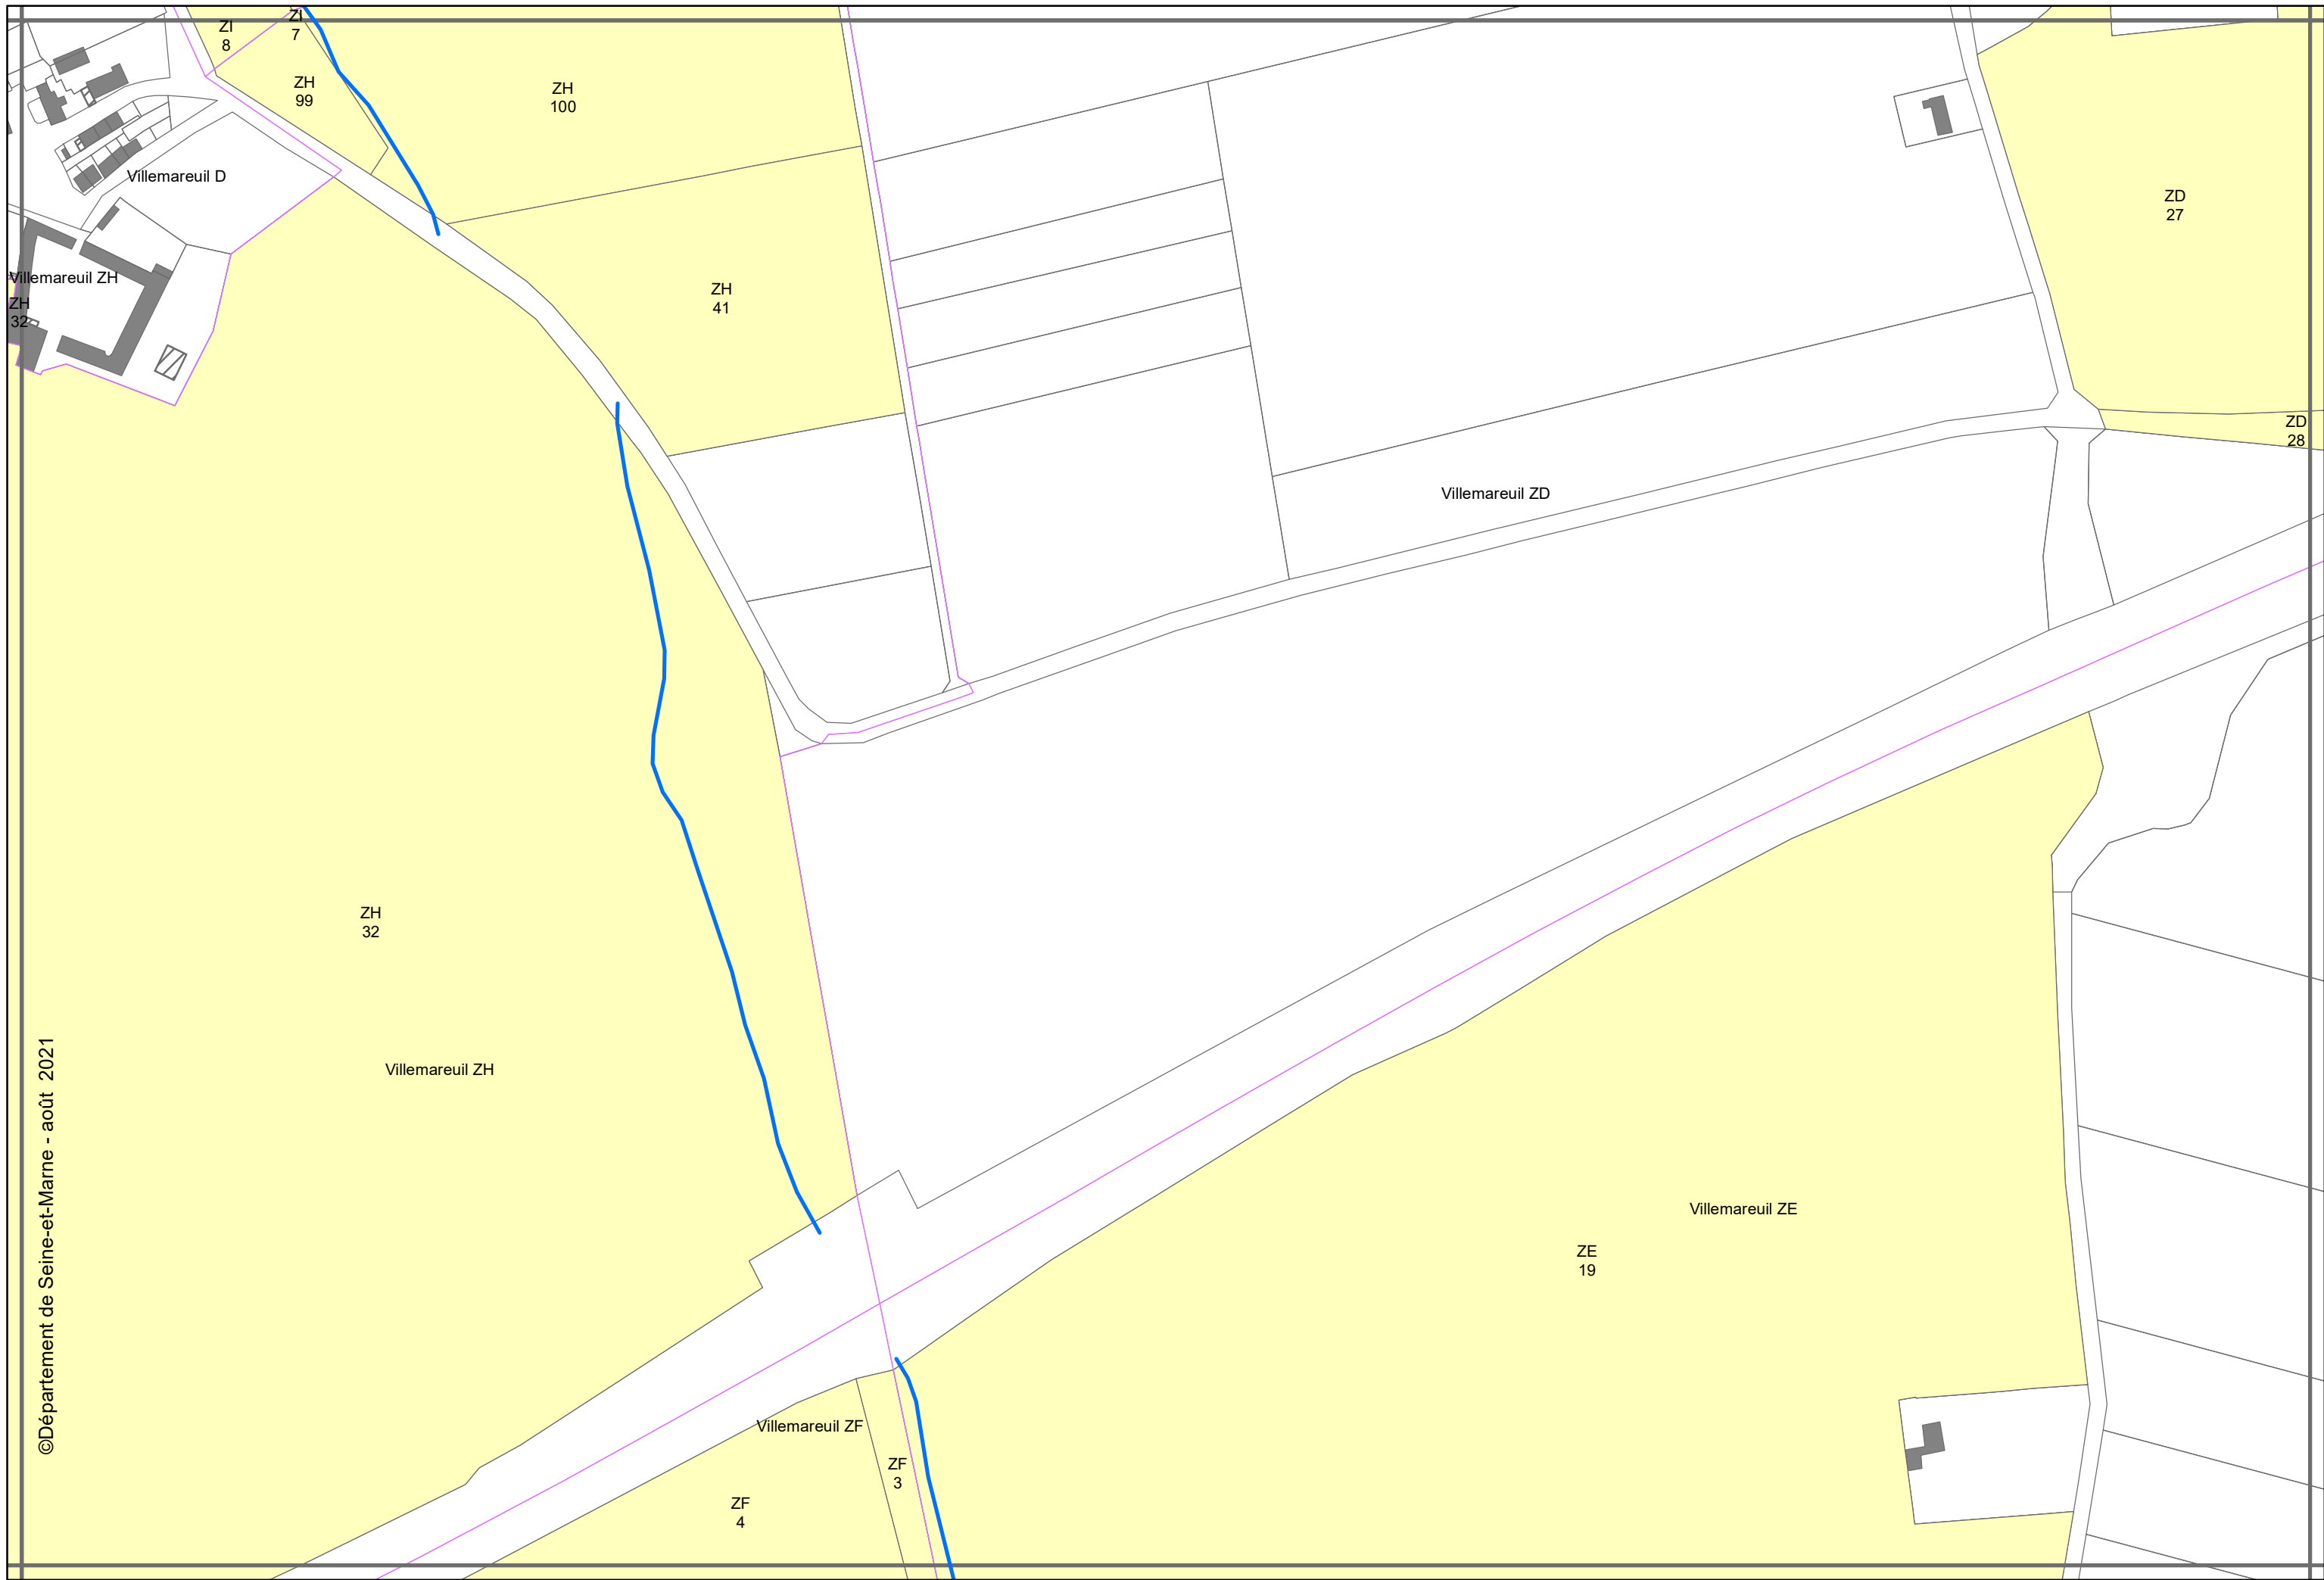 ZI
8
ZI
7
ZH
99
ZH
100
Villemareuil D
ZD
27
Villemareuil ZH
ZH
32
ZH
41
ZD
28
Villemareuil ZD
ZH
32
Villemareuil ZH
Villemareuil ZE
ZE
19
©Département de Seine-et-Marne - août 2021
Villemareuil ZF
ZF
3
ZF
4